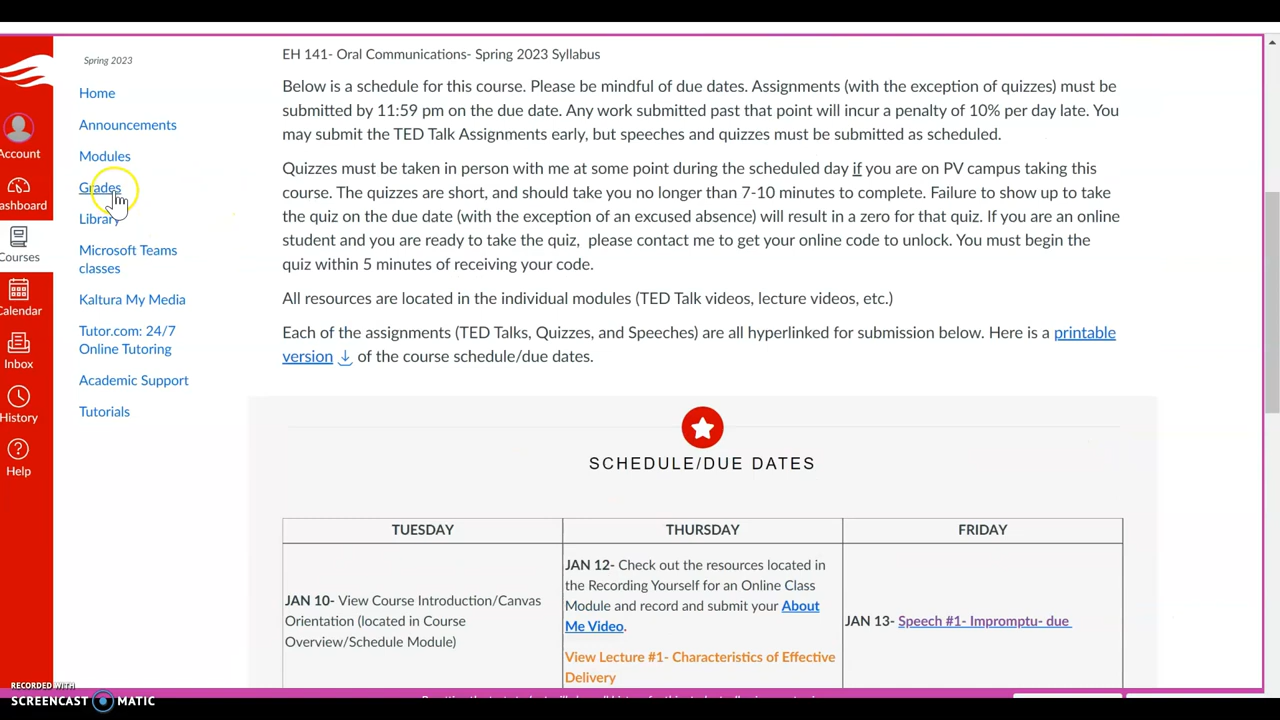 Spring 2023
Home
Announcements
Modules
Grades
Library
Microsoft Teams
classes
Kaltura My Media
Tutor.com: 24/7
Online Tutoring
Academic Support
Tutorials
Account
ashboard
Courses
Calendar
Inbox
History
Help
EH 141- Oral Communications- Spring 2023 Syllabus
Below is a schedule for this course. Please be mindful of due dates. Assignments (with the exception of quizzes) must be
submitted by 11:59 pm on the due date. Any work submitted past that point will incur a penalty of 10% per day late. You
may submit the TED Talk Assignments early, but speeches and quizzes must be submitted as scheduled.
Quizzes must be taken in person with me at some point during the scheduled day if you are on PV campus taking this
course. The quizzes are short, and should take you no longer than 7-10 minutes to complete. Failure to show up to take
the quiz on the due date (with the exception of an excused absence) will result in a zero for that quiz. If you are an online
student and you are ready to take the quiz, please contact me to get your online code to unlock. You must begin the
quiz within 5 minutes of receiving your code.
All resources are located in the individual modules (TED Talk videos, lecture videos, etc.)
Each of the assignments (TED Talks, Quizzes, and Speeches) are all hyperlinked for submission below. Here is a printable
version of the course schedule/due dates.
SCHEDULE/DUE DATES
TUESDAY
THURSDAY
FRIDAY
JAN 10- View Course Introduction/Canvas
Orientation (located in Course
Overview/Schedule Module)
JAN 12- Check out the resources located in
the Recording Yourself for an Online Class
Module and record and submit your About
Me Video.
View Lecture #1- Characteristics of Effective
Delivery
JAN 13- Speech #1- Impromptu- due
RECORDED WITH
SCREENCAST MATIC